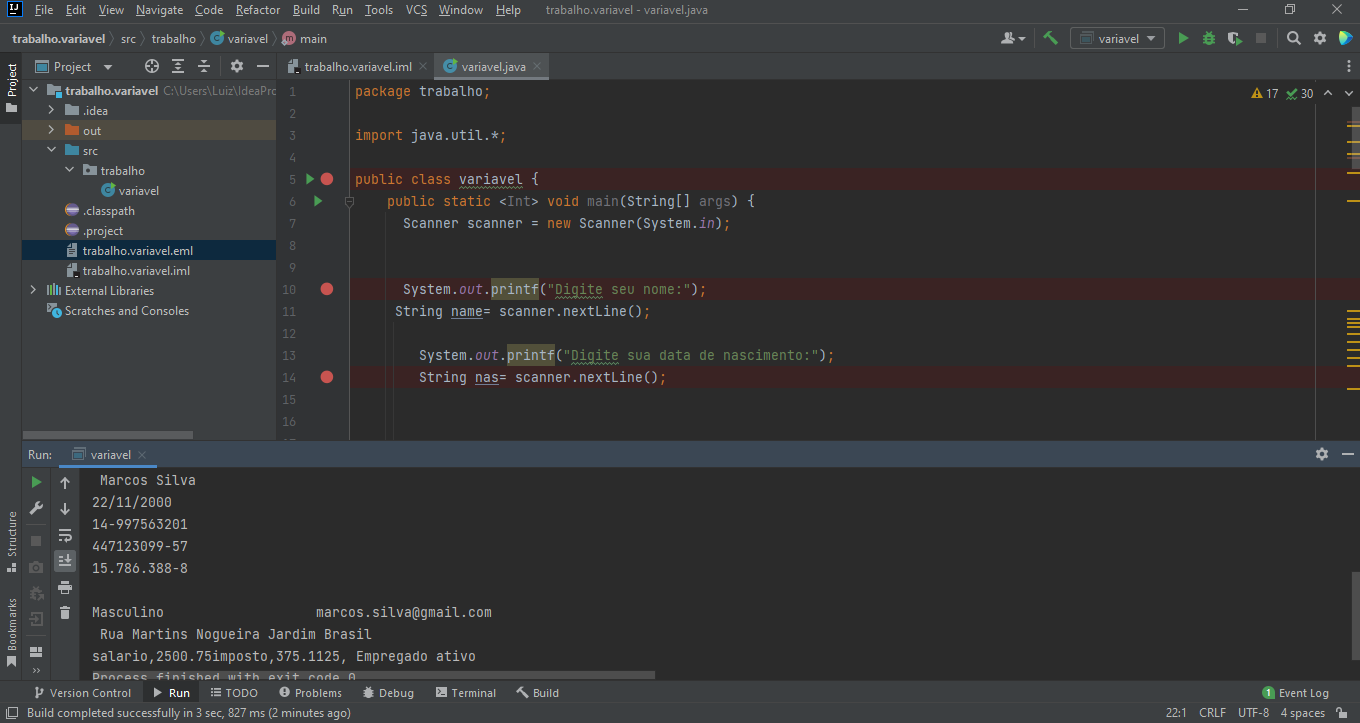 File Edit View Navigate Code Refactor Build Run Tools VCS Window Help trabalho.variavel - variavel.java
trabalho.variavel src trabalho variavel main variavel
Project trabalho.variavel.iml variavel.java
Project
trabalho.variavel C:\Users\Luiz\IdeaPro
.idea
out
src
trabalho
variavel
.classpath
.project
trabalho.variavel.eml
trabalho.variavel.iml
External Libraries
Scratches and Consoles
17 30
1 package trabalho;
2
3 import java.util.*;
4
5 public class variavel {
6 public static <Int> void main(String[] args) {
7 Scanner scanner = new Scanner(System.in);
8
9
10 System.out.printf("Digite seu nome:");
11 String name= scanner.nextLine();
12
13 System.out.printf("Digite sua data de nascimento:");
14 String nas= scanner.nextLine();
15
16
Run: variavel
Structure
Bookmarks
Marcos Silva
22/11/2000
14-997563201
447123099-57
15.786.388-8
Masculino marcos.silva@gmail.com
Rua Martins Nogueira Jardim Brasil
salario,2500.75imposto,375.1125, Empregado ativo
Process finished with exit code 0
Version Control Run TODO Problems Debug Terminal Build 1 Event Log
Build completed successfully in 3 sec, 827 ms (2 minutes ago) 22:1 CRLF UTF-8 4 spaces